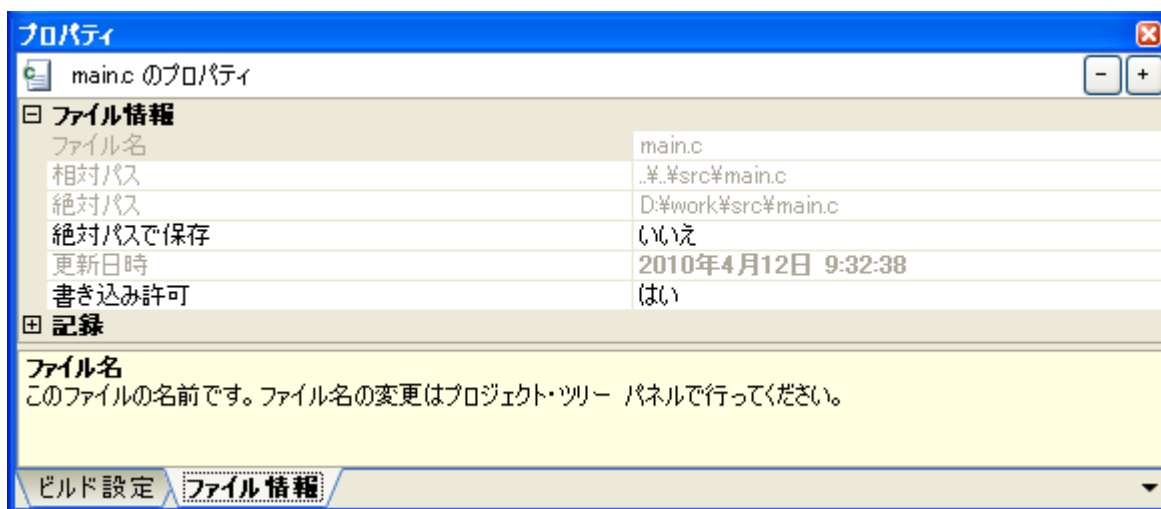 プロパティ
main.c のプロパティ
ファイル情報
ファイル名 main.c
相対パス ..¥..¥src¥main.c
絶対パス D:¥work¥src¥main.c
絶対パスで保存 いいえ
更新日時 2010年4月12日 9:32:38
書き込み許可 はい
記録
ファイル名
このファイルの名前です。ファイル名の変更はプロジェクト・ツリー パネルで行ってください。
ビルド設定 ファイル情報